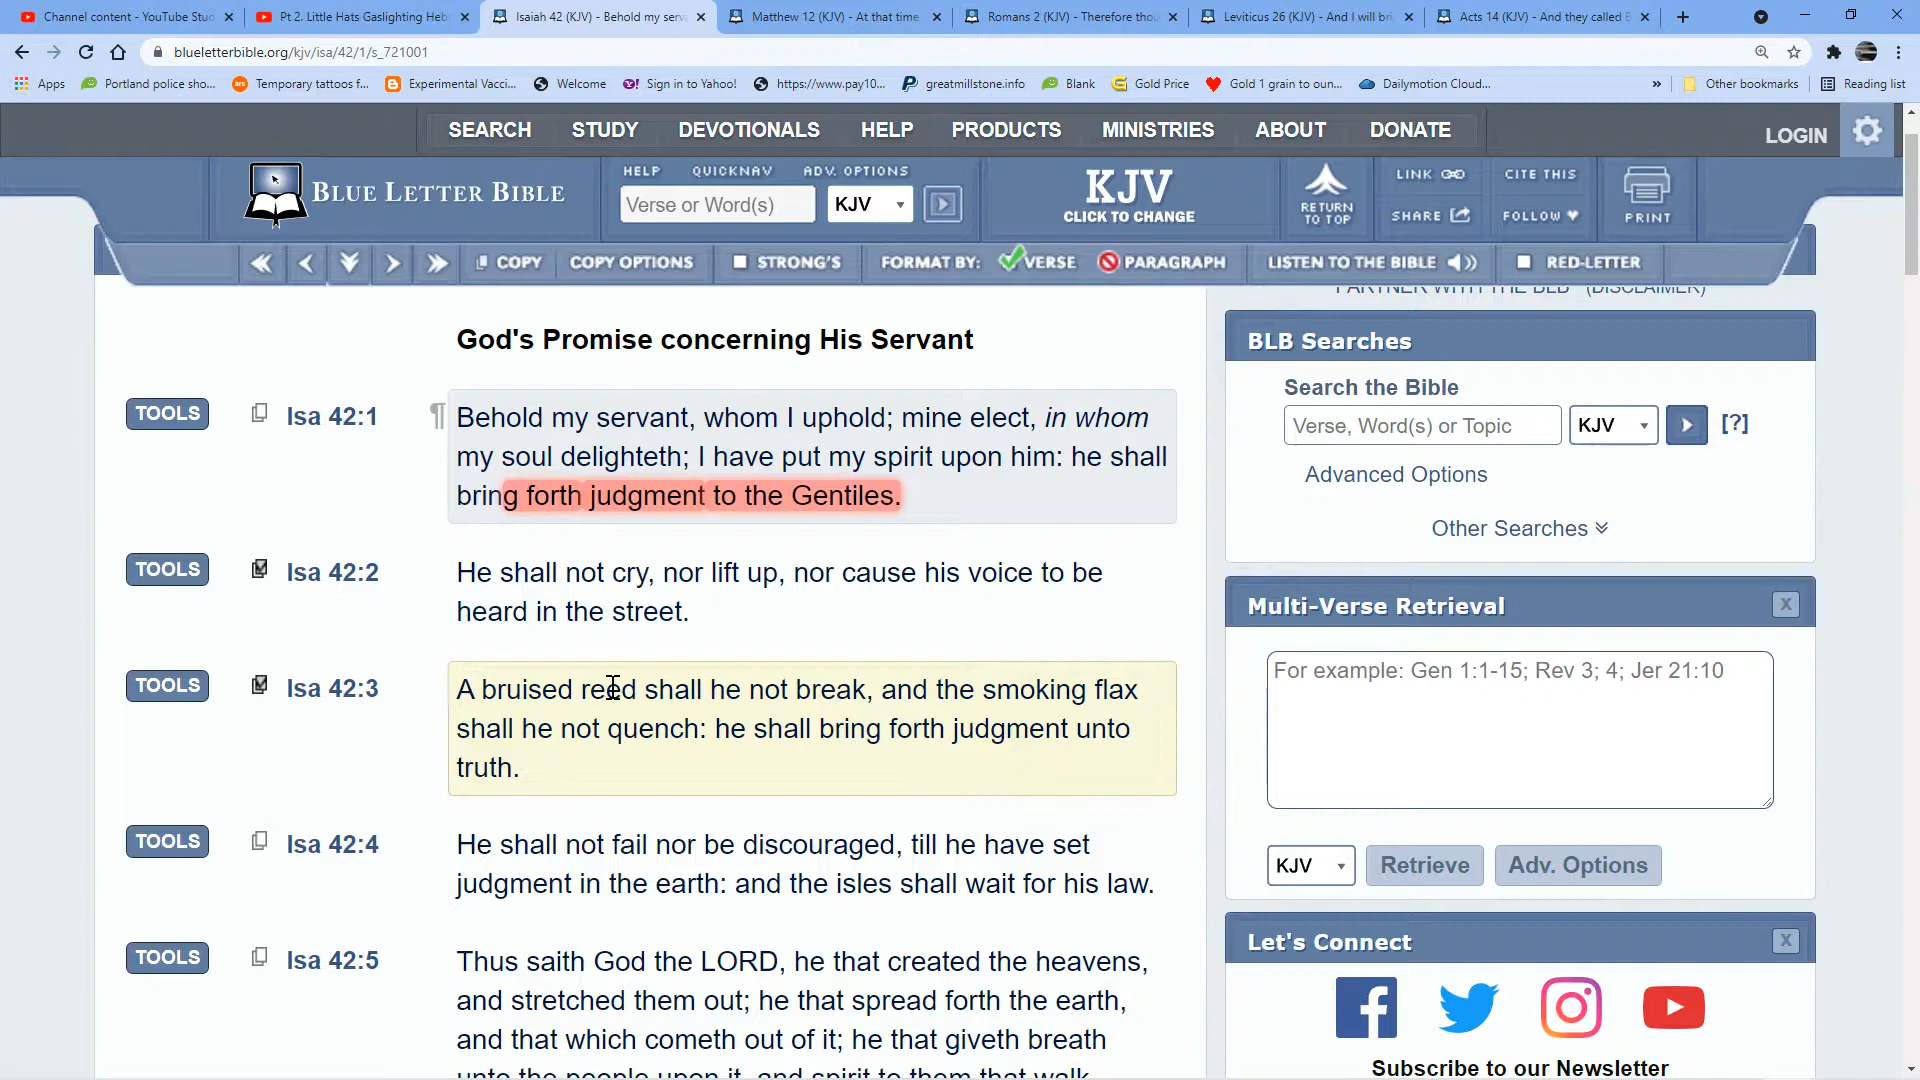 Channel content - YouTube Stu
Pt 2. Little Hats Gaslighting Heb
Isaiah 42 (KJV) - Behold my serv
Matthew 12 (KJV) - At that time
Romans 2 (KJV) - Therefore thou
Leviticus 26 (KJV) - And I will bri
Acts 14 (KJV) - And they called B
blueletterbible.org/kjv/isa/42/1/s_721001
Apps
Portland police sho...
Temporary tattoos f...
Experimental Vacci...
Welcome
Sign in to Yahoo!
https://www.pay10...
greatmillstone.info
Blank
Gold Price
Gold 1 grain to oun...
Dailymotion Cloud...
»
Other bookmarks
Reading list
SEARCH STUDY DEVOTIONALS HELP PRODUCTS MINISTRIES ABOUT DONATE
LOGIN
BLUE LETTER BIBLE
HELP QUICKNAV ADV. OPTIONS
Verse or Word(s)
KJV
KJV
CLICK TO CHANGE
RETURN
TO TOP
LINK
CITE THIS
SHARE
FOLLOW
PRINT
COPY
COPY OPTIONS
STRONG'S
FORMAT BY:
VERSE
PARAGRAPH
LISTEN TO THE BIBLE
RED-LETTER
PARTNER WITH THE BLB (DISCLAIMER)
God's Promise concerning His Servant
TOOLS
Isa 42:1
¶ Behold my servant, whom I uphold; mine elect, in whom
my soul delighteth; I have put my spirit upon him: he shall
bring forth judgment to the Gentiles.
TOOLS
Isa 42:2
He shall not cry, nor lift up, nor cause his voice to be
heard in the street.
TOOLS
Isa 42:3
A bruised reed shall he not break, and the smoking flax
shall he not quench: he shall bring forth judgment unto
truth.
TOOLS
Isa 42:4
He shall not fail nor be discouraged, till he have set
judgment in the earth: and the isles shall wait for his law.
TOOLS
Isa 42:5
Thus saith God the LORD, he that created the heavens,
and stretched them out; he that spread forth the earth,
and that which cometh out of it; he that giveth breath
unto the people upon it, and spirit to them that walk
BLB Searches
Search the Bible
Verse, Word(s) or Topic
KJV
[?]
Advanced Options
Other Searches
Multi-Verse Retrieval
X
For example: Gen 1:1-15; Rev 3; 4; Jer 21:10
KJV
Retrieve
Adv. Options
Let's Connect
X
Subscribe to our Newsletter